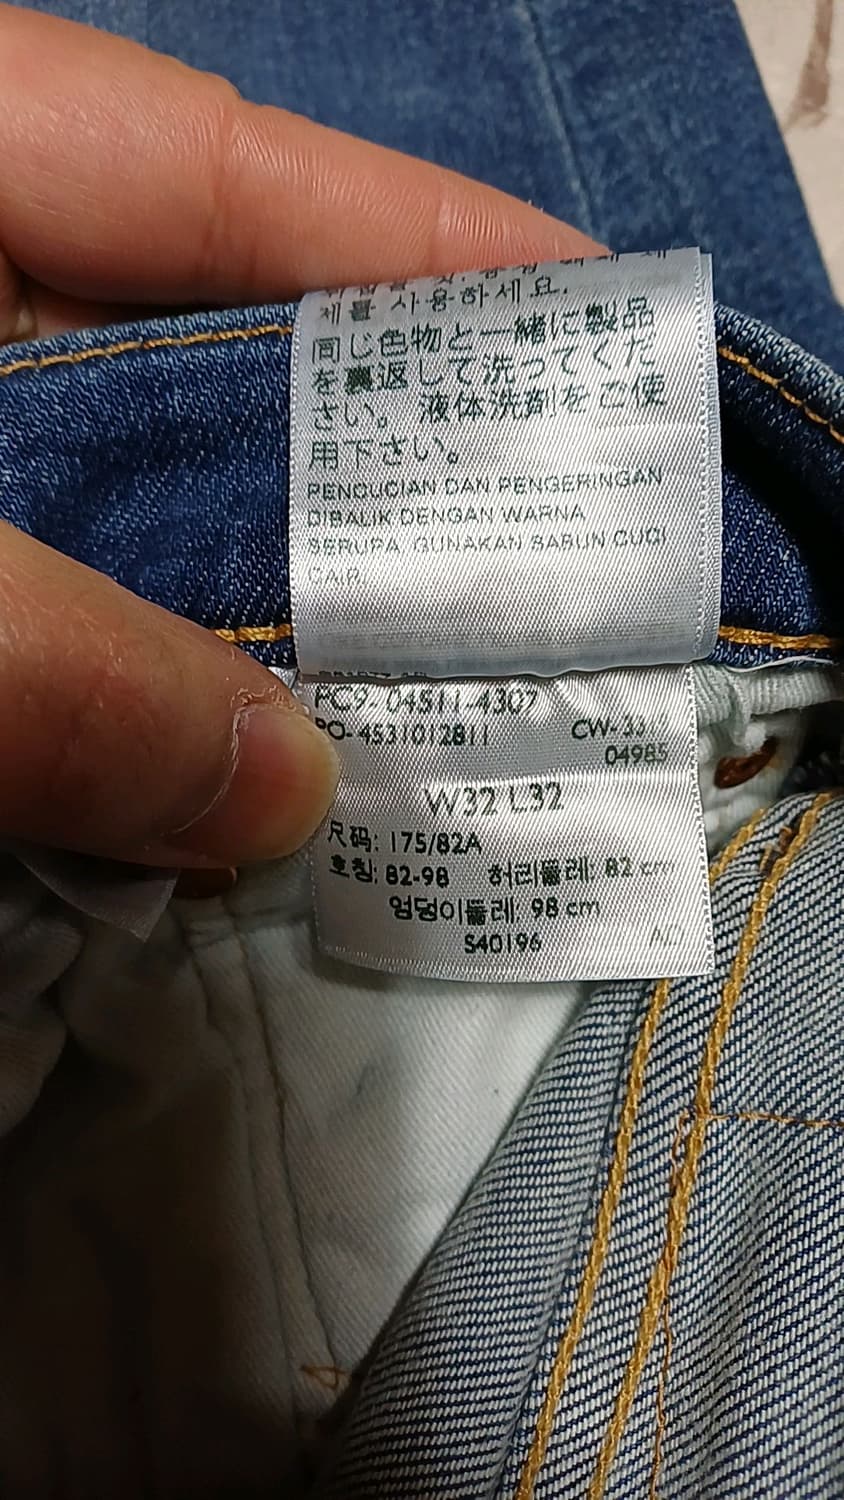 제를 사용하세요.
同じ色物と一緒に製品
を裏返して洗ってくだ
さい。 液体洗剤をご使
用下さい。
PENCUCIAN DAN PENGERINGAN
DIBALIK DENGAN WARNA
SERUPA. GUNAKAN SABUN CUCI
CAIR
PC9-04511-4307
PO-4531012811 CW-
04985
W32 L32
尺码: 175/82A
호칭: 82-98 허리둘레: 82 cm
엉덩이둘레: 98 cm
S40196 AD